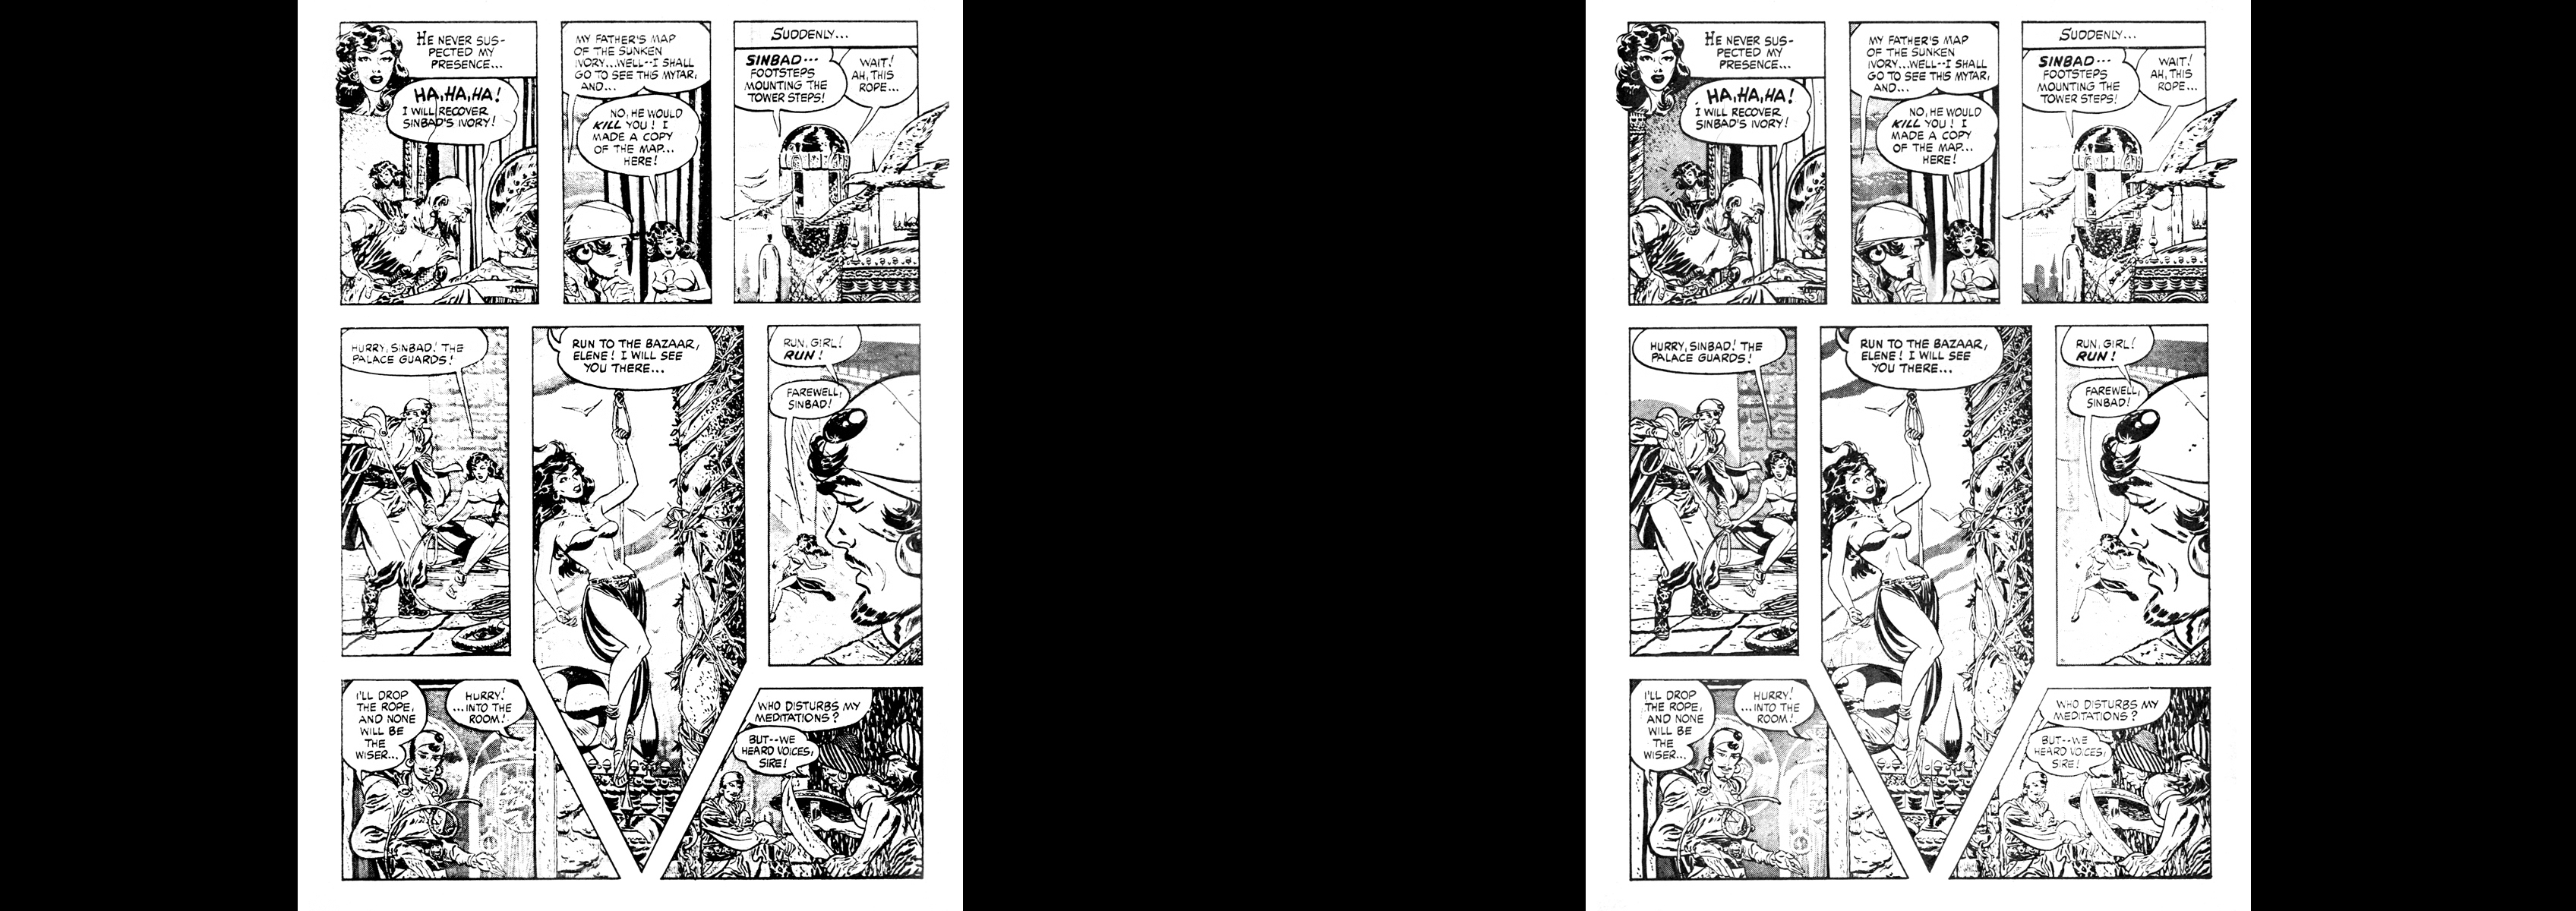 HE NEVER SUS-
PECTED MY
PRESENCE...
HA, HA, HA!
I WILL RECOVER
SINBAD'S IVORY!
MY FATHER'S MAP
OF THE SUNKEN
IVORY...WELL--I SHALL
GO TO SEE THIS MYTAR,
AND...
NO, HE WOULD
KILL YOU! I
MADE A COPY
OF THE MAP...
HERE!
SUDDENLY...
SINBAD...
FOOTSTEPS
MOUNTING THE
TOWER STEPS!
WAIT!
AH, THIS
ROPE...
HURRY, SINBAD! THE
PALACE GUARDS!
RUN TO THE BAZAAR,
ELENE! I WILL SEE
YOU THERE...
RUN, GIRL!
RUN!
FAREWELL,
SINBAD!
I'LL DROP
THE ROPE,
AND NONE
WILL BE
THE
WISER...
HURRY!
...INTO THE
ROOM!
WHO DISTURBS MY
MEDITATIONS?
BUT--WE
HEARD VOICES,
SIRE!
HE NEVER SUS-
PECTED MY
PRESENCE...
HA, HA, HA!
I WILL RECOVER
SINBAD'S IVORY!
MY FATHER'S MAP
OF THE SUNKEN
IVORY...WELL--I SHALL
GO TO SEE THIS MYTAR,
AND...
NO, HE WOULD
KILL YOU! I
MADE A COPY
OF THE MAP...
HERE!
SUDDENLY...
SINBAD...
FOOTSTEPS
MOUNTING THE
TOWER STEPS!
WAIT!
AH, THIS
ROPE...
HURRY, SINBAD! THE
PALACE GUARDS!
RUN TO THE BAZAAR,
ELENE! I WILL SEE
YOU THERE...
RUN, GIRL!
RUN!
FAREWELL,
SINBAD!
I'LL DROP
THE ROPE,
AND NONE
WILL BE
THE
WISER...
HURRY!
...INTO THE
ROOM!
WHO DISTURBS MY
MEDITATIONS?
BUT--WE
HEARD VOICES,
SIRE!